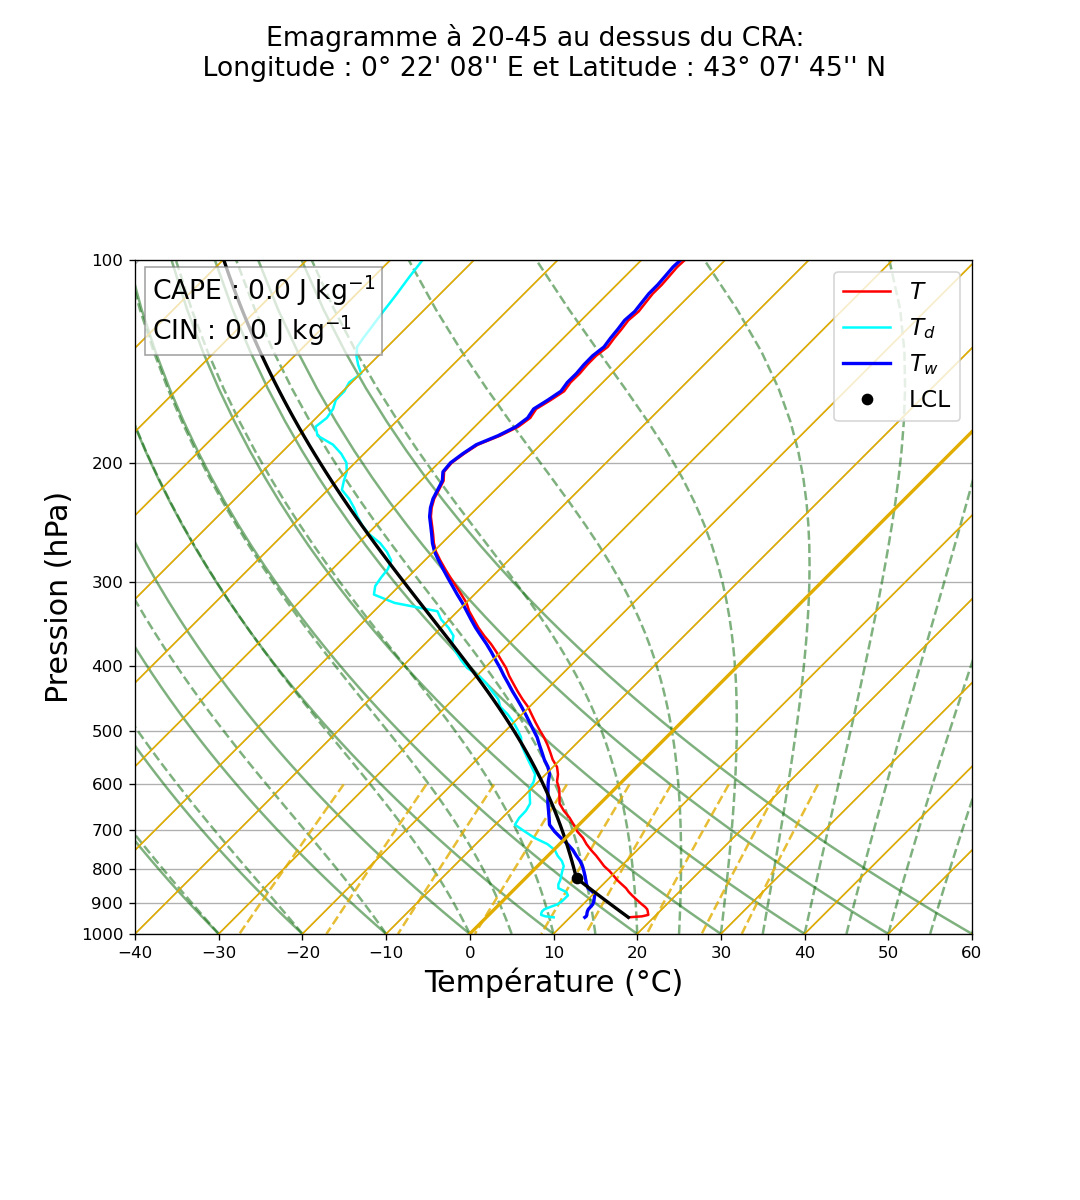 Emagramme à 20-45 au dessus du CRA:
Longitude : 0° 22' 08'' E et Latitude : 43° 07' 45'' N
CAPE : 0.0 J kg⁻¹
CIN : 0.0 J kg⁻¹
T
T_d
T_w
LCL
Pression (hPa)
100
200
300
400
500
600
700
800
900
1000
−40 −30 −20 −10 0 10 20 30 40 50 60
Température (°C)